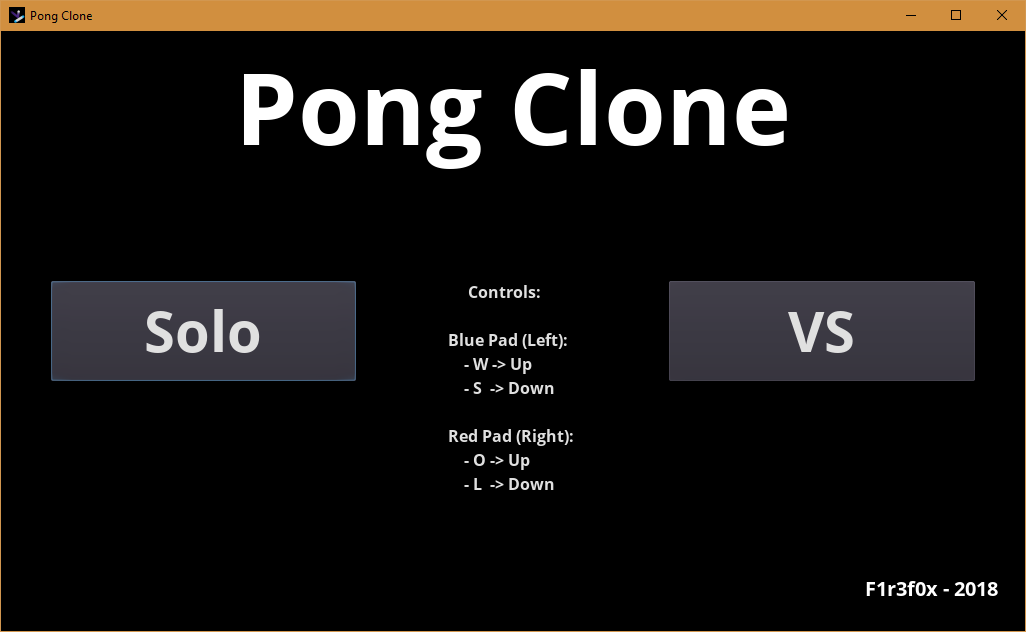 Pong Clone
Pong Clone
Solo
Controls:
Blue Pad (Left):
- W -> Up
- S  -> Down
Red Pad (Right):
- O -> Up
- L  -> Down
VS
F1r3f0x - 2018